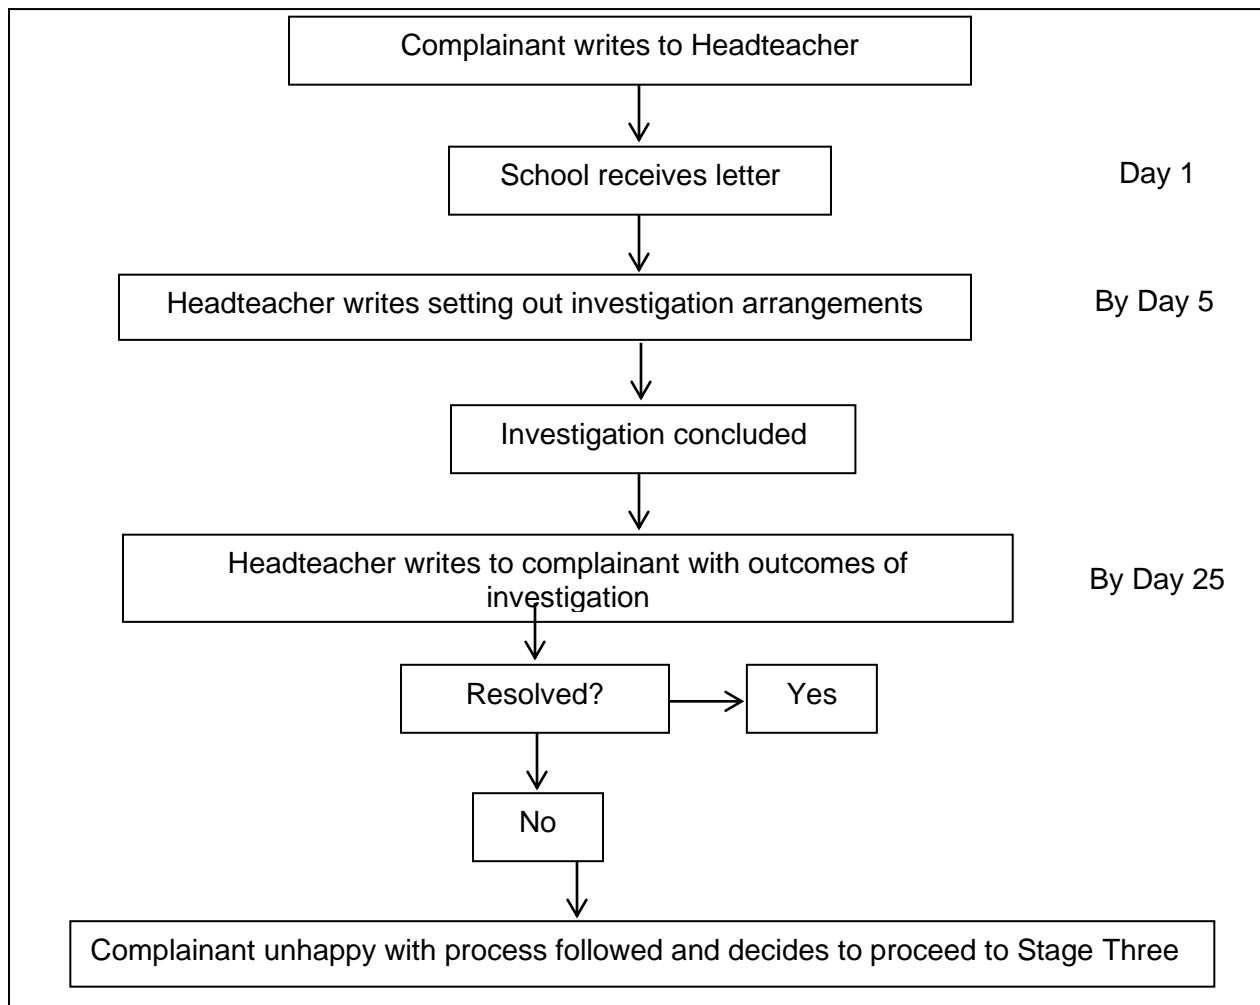 Complainant writes to Headteacher
School receives letter
Day 1
Headteacher writes setting out investigation arrangements
By Day 5
Investigation concluded
Headteacher writes to complainant with outcomes of
investigation
By Day 25
Resolved?
Yes
No
Complainant unhappy with process followed and decides to proceed to Stage Three